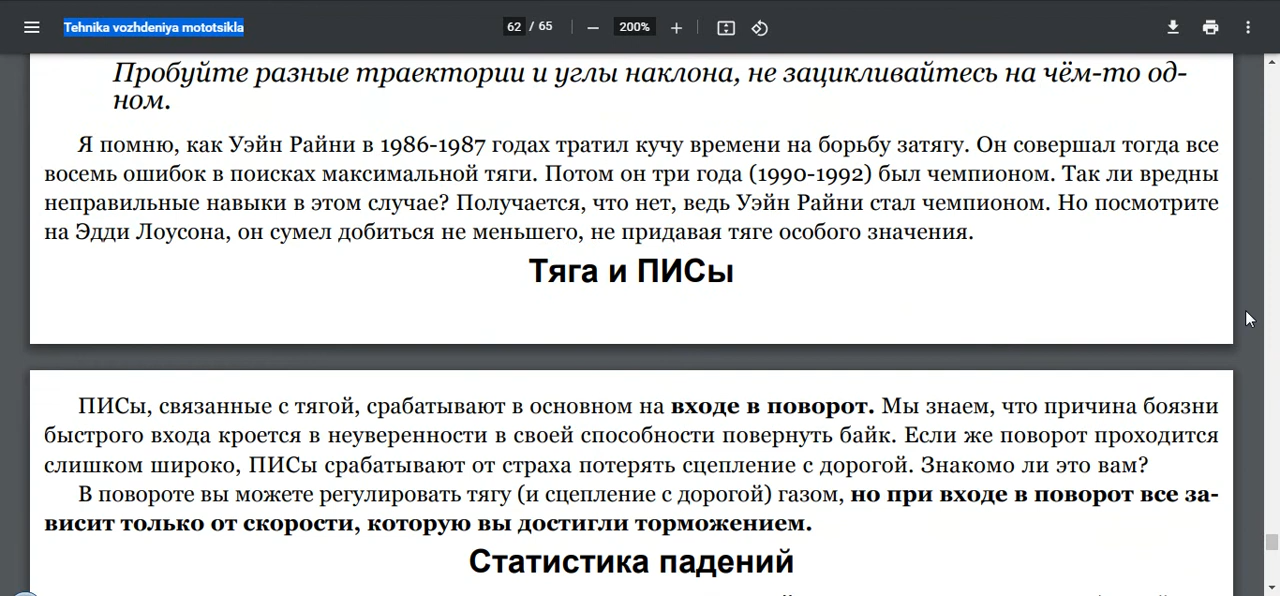 Tehnika vozhdeniya mototsikla
62 / 65
200%
Пробуйте разные траектории и углы наклона, не зацикливайтесь на чём-то од-
ном.
Я помню, как Уэйн Райни в 1986-1987 годах тратил кучу времени на борьбу затягу. Он совершал тогда все
восемь ошибок в поисках максимальной тяги. Потом он три года (1990-1992) был чемпионом. Так ли вредны
неправильные навыки в этом случае? Получается, что нет, ведь Уэйн Райни стал чемпионом. Но посмотрите
на Эдди Лоусона, он сумел добиться не меньшего, не придавая тяге особого значения.
Тяга и ПИСы
ПИСы, связанные с тягой, срабатывают в основном на входе в поворот. Мы знаем, что причина боязни
быстрого входа кроется в неуверенности в своей способности повернуть байк. Если же поворот проходится
слишком широко, ПИСы срабатывают от страха потерять сцепление с дорогой. Знакомо ли это вам?
В повороте вы можете регулировать тягу (и сцепление с дорогой) газом, но при входе в поворот все за-
висит только от скорости, которую вы достигли торможением.
Статистика падений